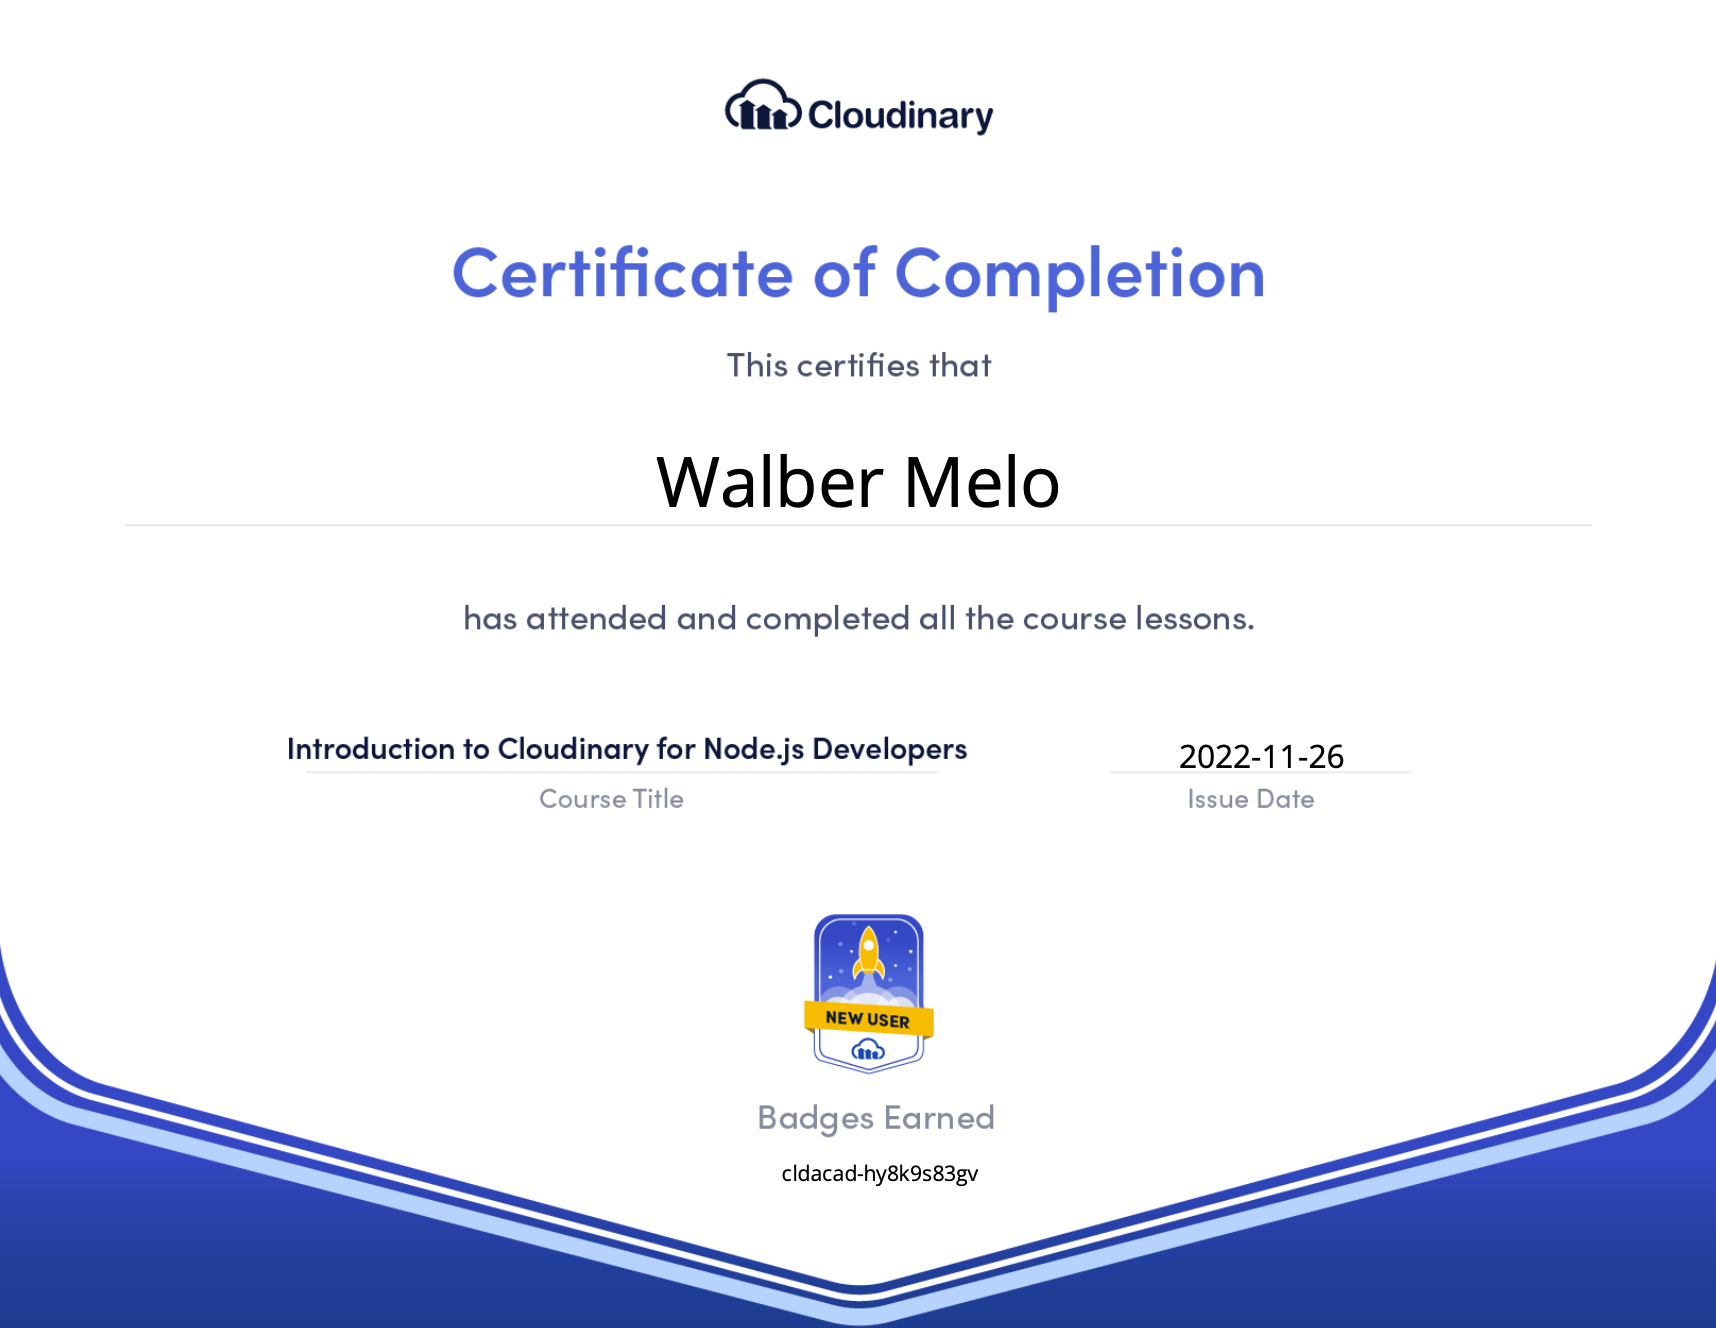 Cloudinary
Certificate of Completion
This certifies that
Walber Melo
has attended and completed all the course lessons.
Introduction to Cloudinary for Node.js Developers
2022-11-26
Course Title
Issue Date
NEW USER
Badges Earned
cldacad-hy8k9s83gv